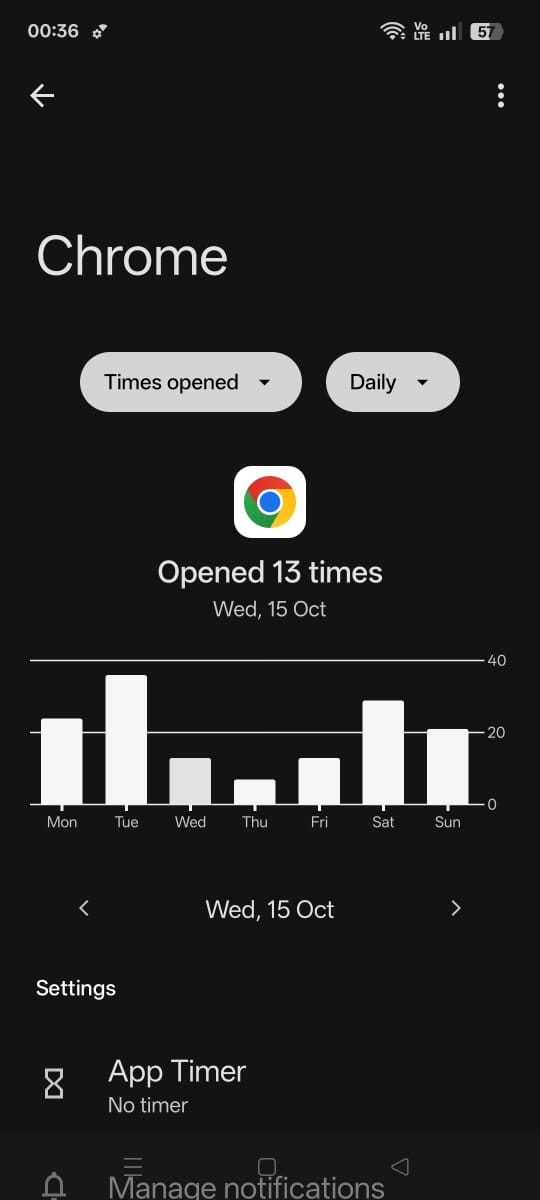 00:36
Vo
LTE
57
Chrome
Times opened
Daily
Opened 13 times
Wed, 15 Oct
40
20
0
Mon Tue Wed Thu Fri Sat Sun
Wed, 15 Oct
Settings
App Timer
No timer
Manage notifications